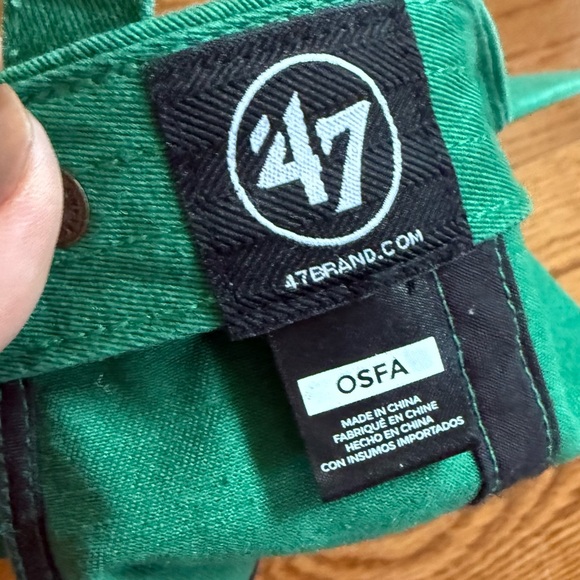 '47
47BRAND.COM
OSFA
MADE IN CHINA
FABRIQUÉ EN CHINE
HECHO EN CHINA
CON INSUMOS IMPORTADOS